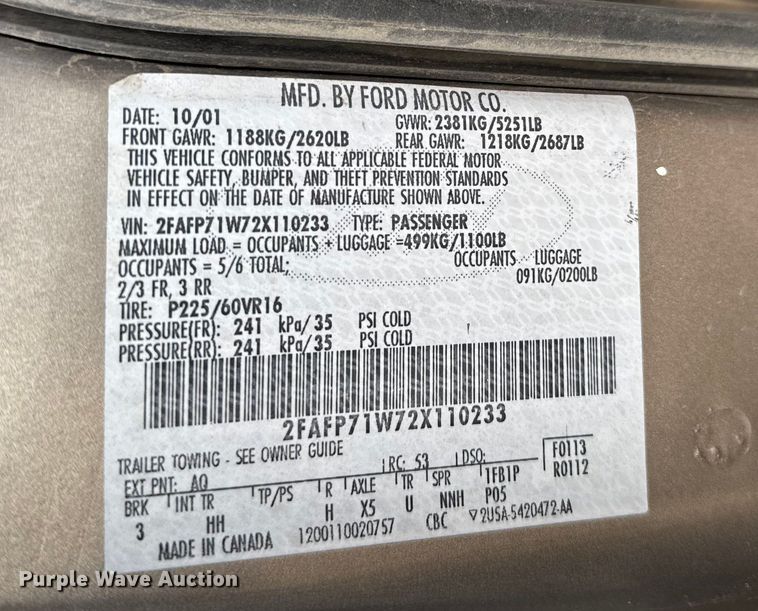 MFD. BY FORD MOTOR CO.
DATE: 10/01 GVWR: 2381KG/5251LB
FRONT GAWR: 1188KG/2620LB REAR GAWR: 1218KG/2687LB
THIS VEHICLE CONFORMS TO ALL APPLICABLE FEDERAL MOTOR
VEHICLE SAFETY, BUMPER, AND THEFT PREVENTION STANDARDS
IN EFFECT ON THE DATE OF MANUFACTURE SHOWN ABOVE.
VIN: 2FAFP71W72X110233 TYPE: PASSENGER
MAXIMUM LOAD = OCCUPANTS + LUGGAGE =499KG/1100LB
OCCUPANTS = 5/6 TOTAL; OCCUPANTS LUGGAGE
2/3 FR, 3 RR 091KG/0200LB
TIRE: P225/60VR16
PRESSURE(FR): 241 kPa/35 PSI COLD
PRESSURE(RR): 241 kPa/35 PSI COLD
2FAFP71W72X110233
TRAILER TOWING - SEE OWNER GUIDE
EXT PNT: AQ RC: 53 DSO: F0113
BRK INT TR TP/PS R AXLE TR SPR 1FB1P R0112
3 HH H X5 U NNH P05
MADE IN CANADA 1200110020757 CBC ▽2USA-5420472-AA
Purple Wave Auction